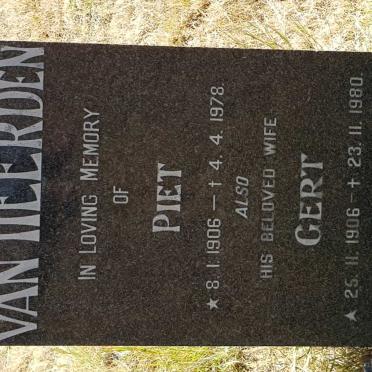 VAN HEERDEN
IN LOVING MEMORY
OF
PIET
★ 8. 1. 1906 — † 4. 4. 1978.
ALSO
HIS BELOVED WIFE
GERT
★ 25. 11. 1906 — † 23. 11. 1980.